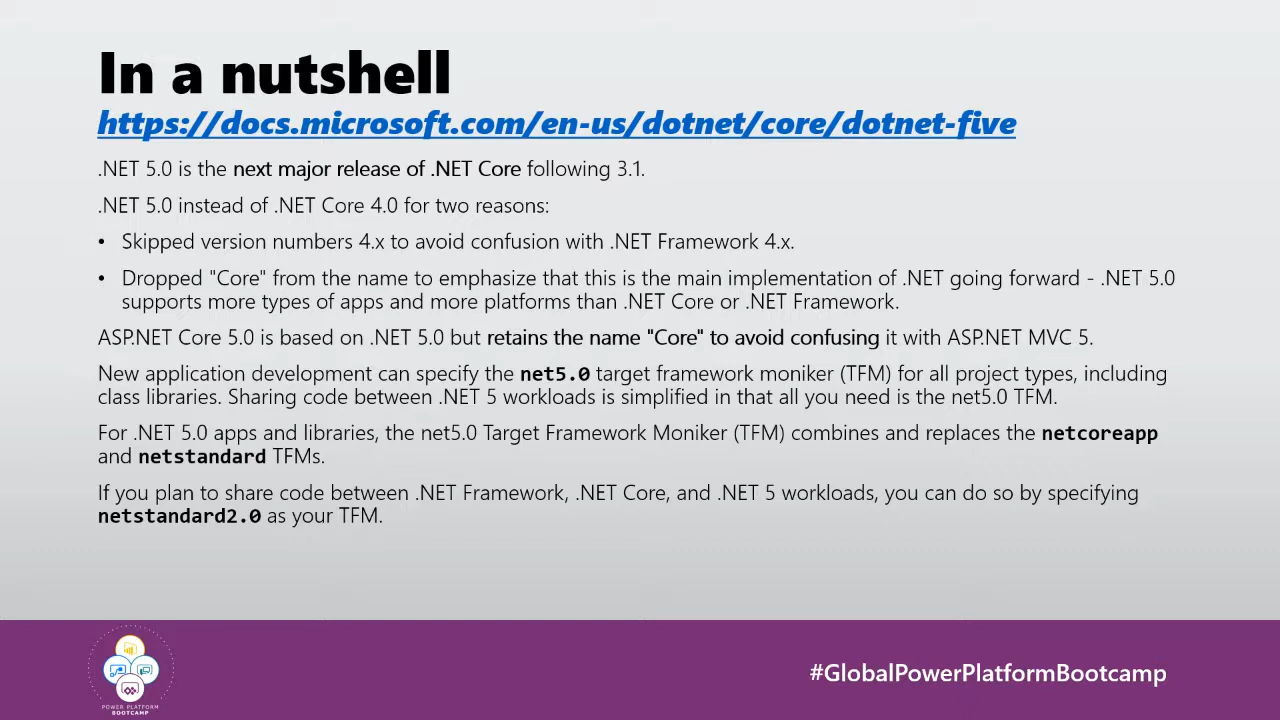 In a nutshell
https://docs.microsoft.com/en-us/dotnet/core/dotnet-five
.NET 5.0 is the next major release of .NET Core following 3.1.
.NET 5.0 instead of .NET Core 4.0 for two reasons:
• Skipped version numbers 4.x to avoid confusion with .NET Framework 4.x.
• Dropped "Core" from the name to emphasize that this is the main implementation of .NET going forward - .NET 5.0
supports more types of apps and more platforms than .NET Core or .NET Framework.
ASP.NET Core 5.0 is based on .NET 5.0 but retains the name "Core" to avoid confusing it with ASP.NET MVC 5.
New application development can specify the net5.0 target framework moniker (TFM) for all project types, including
class libraries. Sharing code between .NET 5 workloads is simplified in that all you need is the net5.0 TFM.
For .NET 5.0 apps and libraries, the net5.0 Target Framework Moniker (TFM) combines and replaces the netcoreapp
and netstandard TFMs.
If you plan to share code between .NET Framework, .NET Core, and .NET 5 workloads, you can do so by specifying
netstandard2.0 as your TFM.
POWER PLATFORM
BOOTCAMP
#GlobalPowerPlatformBootcamp